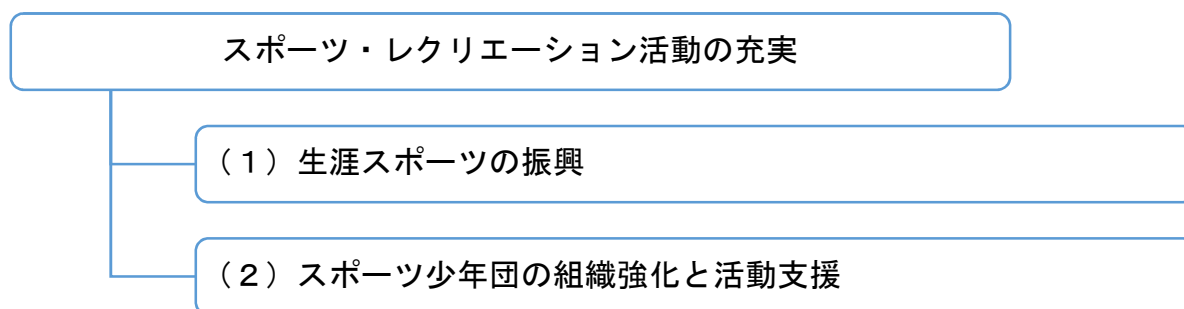 スポーツ・レクリエーション活動の充実
（１）生涯スポーツの振興
（２）スポーツ少年団の組織強化と活動支援